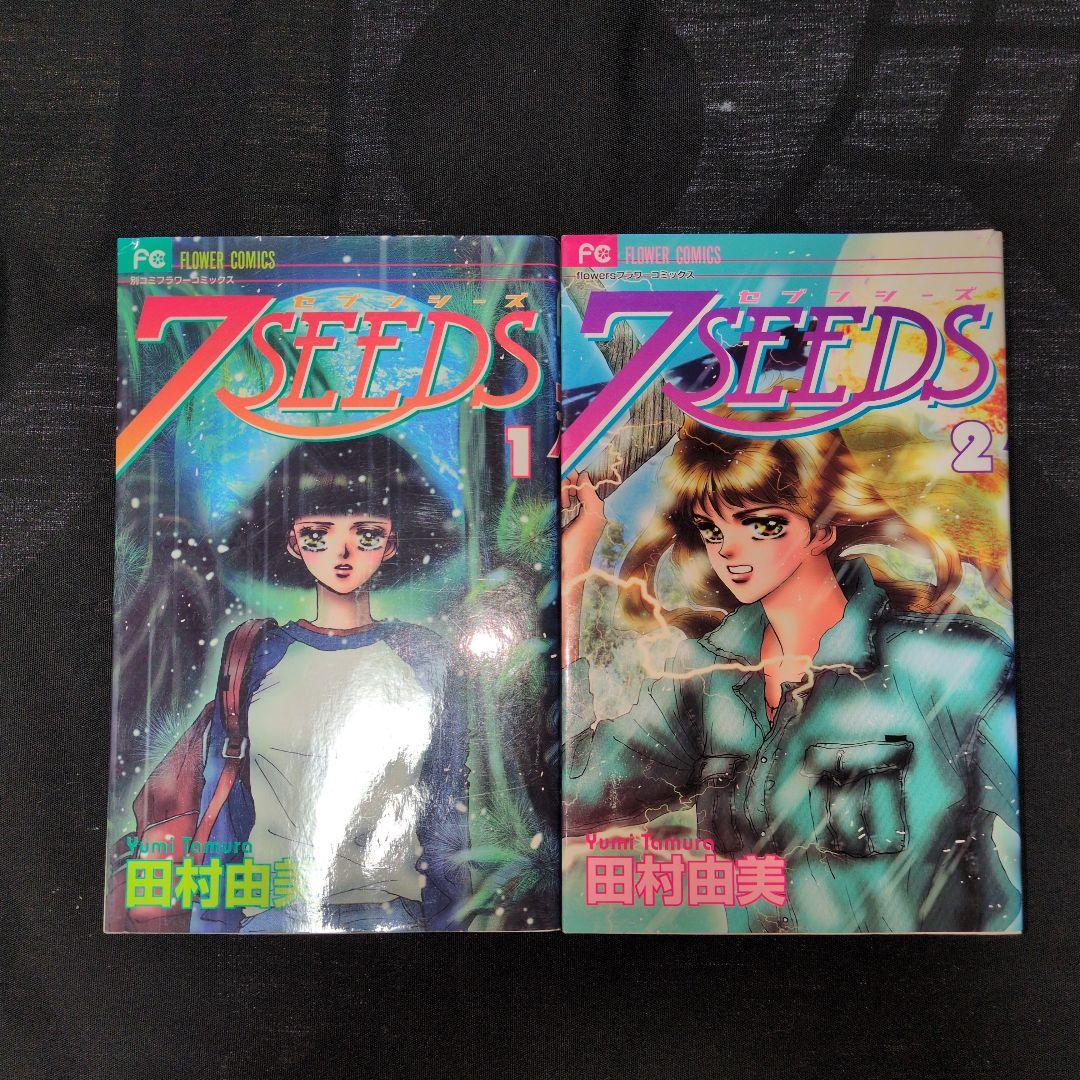 FC FLOWER COMICS
別コミフラワーコミックス
セブンシーズ
7SEEDS
1
Yumi Tamura
田村由美
FC FLOWER COMICS
flowersフラワーコミックス
セブンシーズ
7SEEDS
2
Yumi Tamura
田村由美